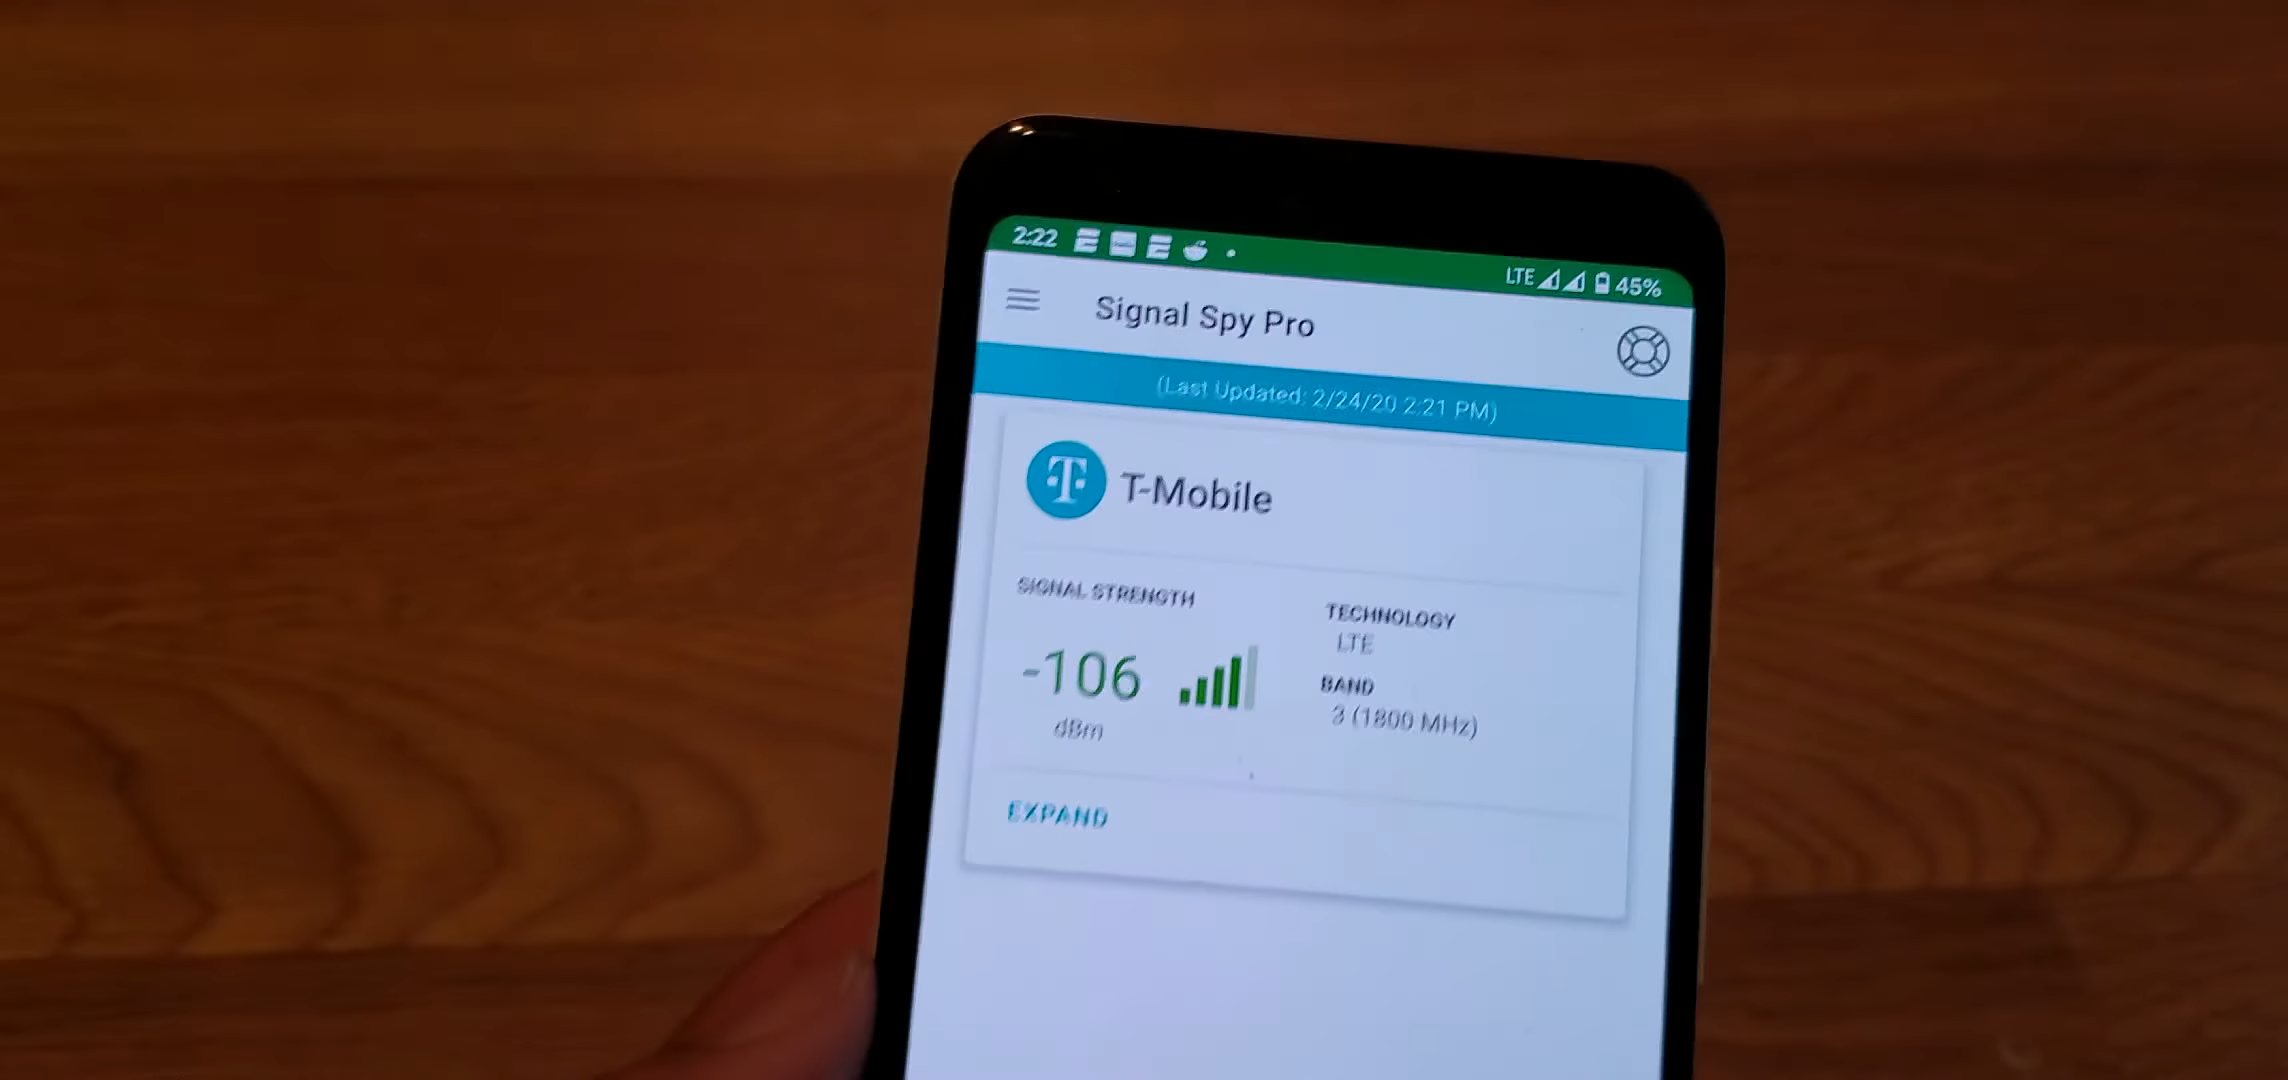 2:22
LTE 45%
Signal Spy Pro
(Last Updated: 2/24/20 2:21 PM)
T T-Mobile
SIGNAL STRENGTH
-106
dBm
TECHNOLOGY
LTE
BAND
3 (1800 MHz)
EXPAND